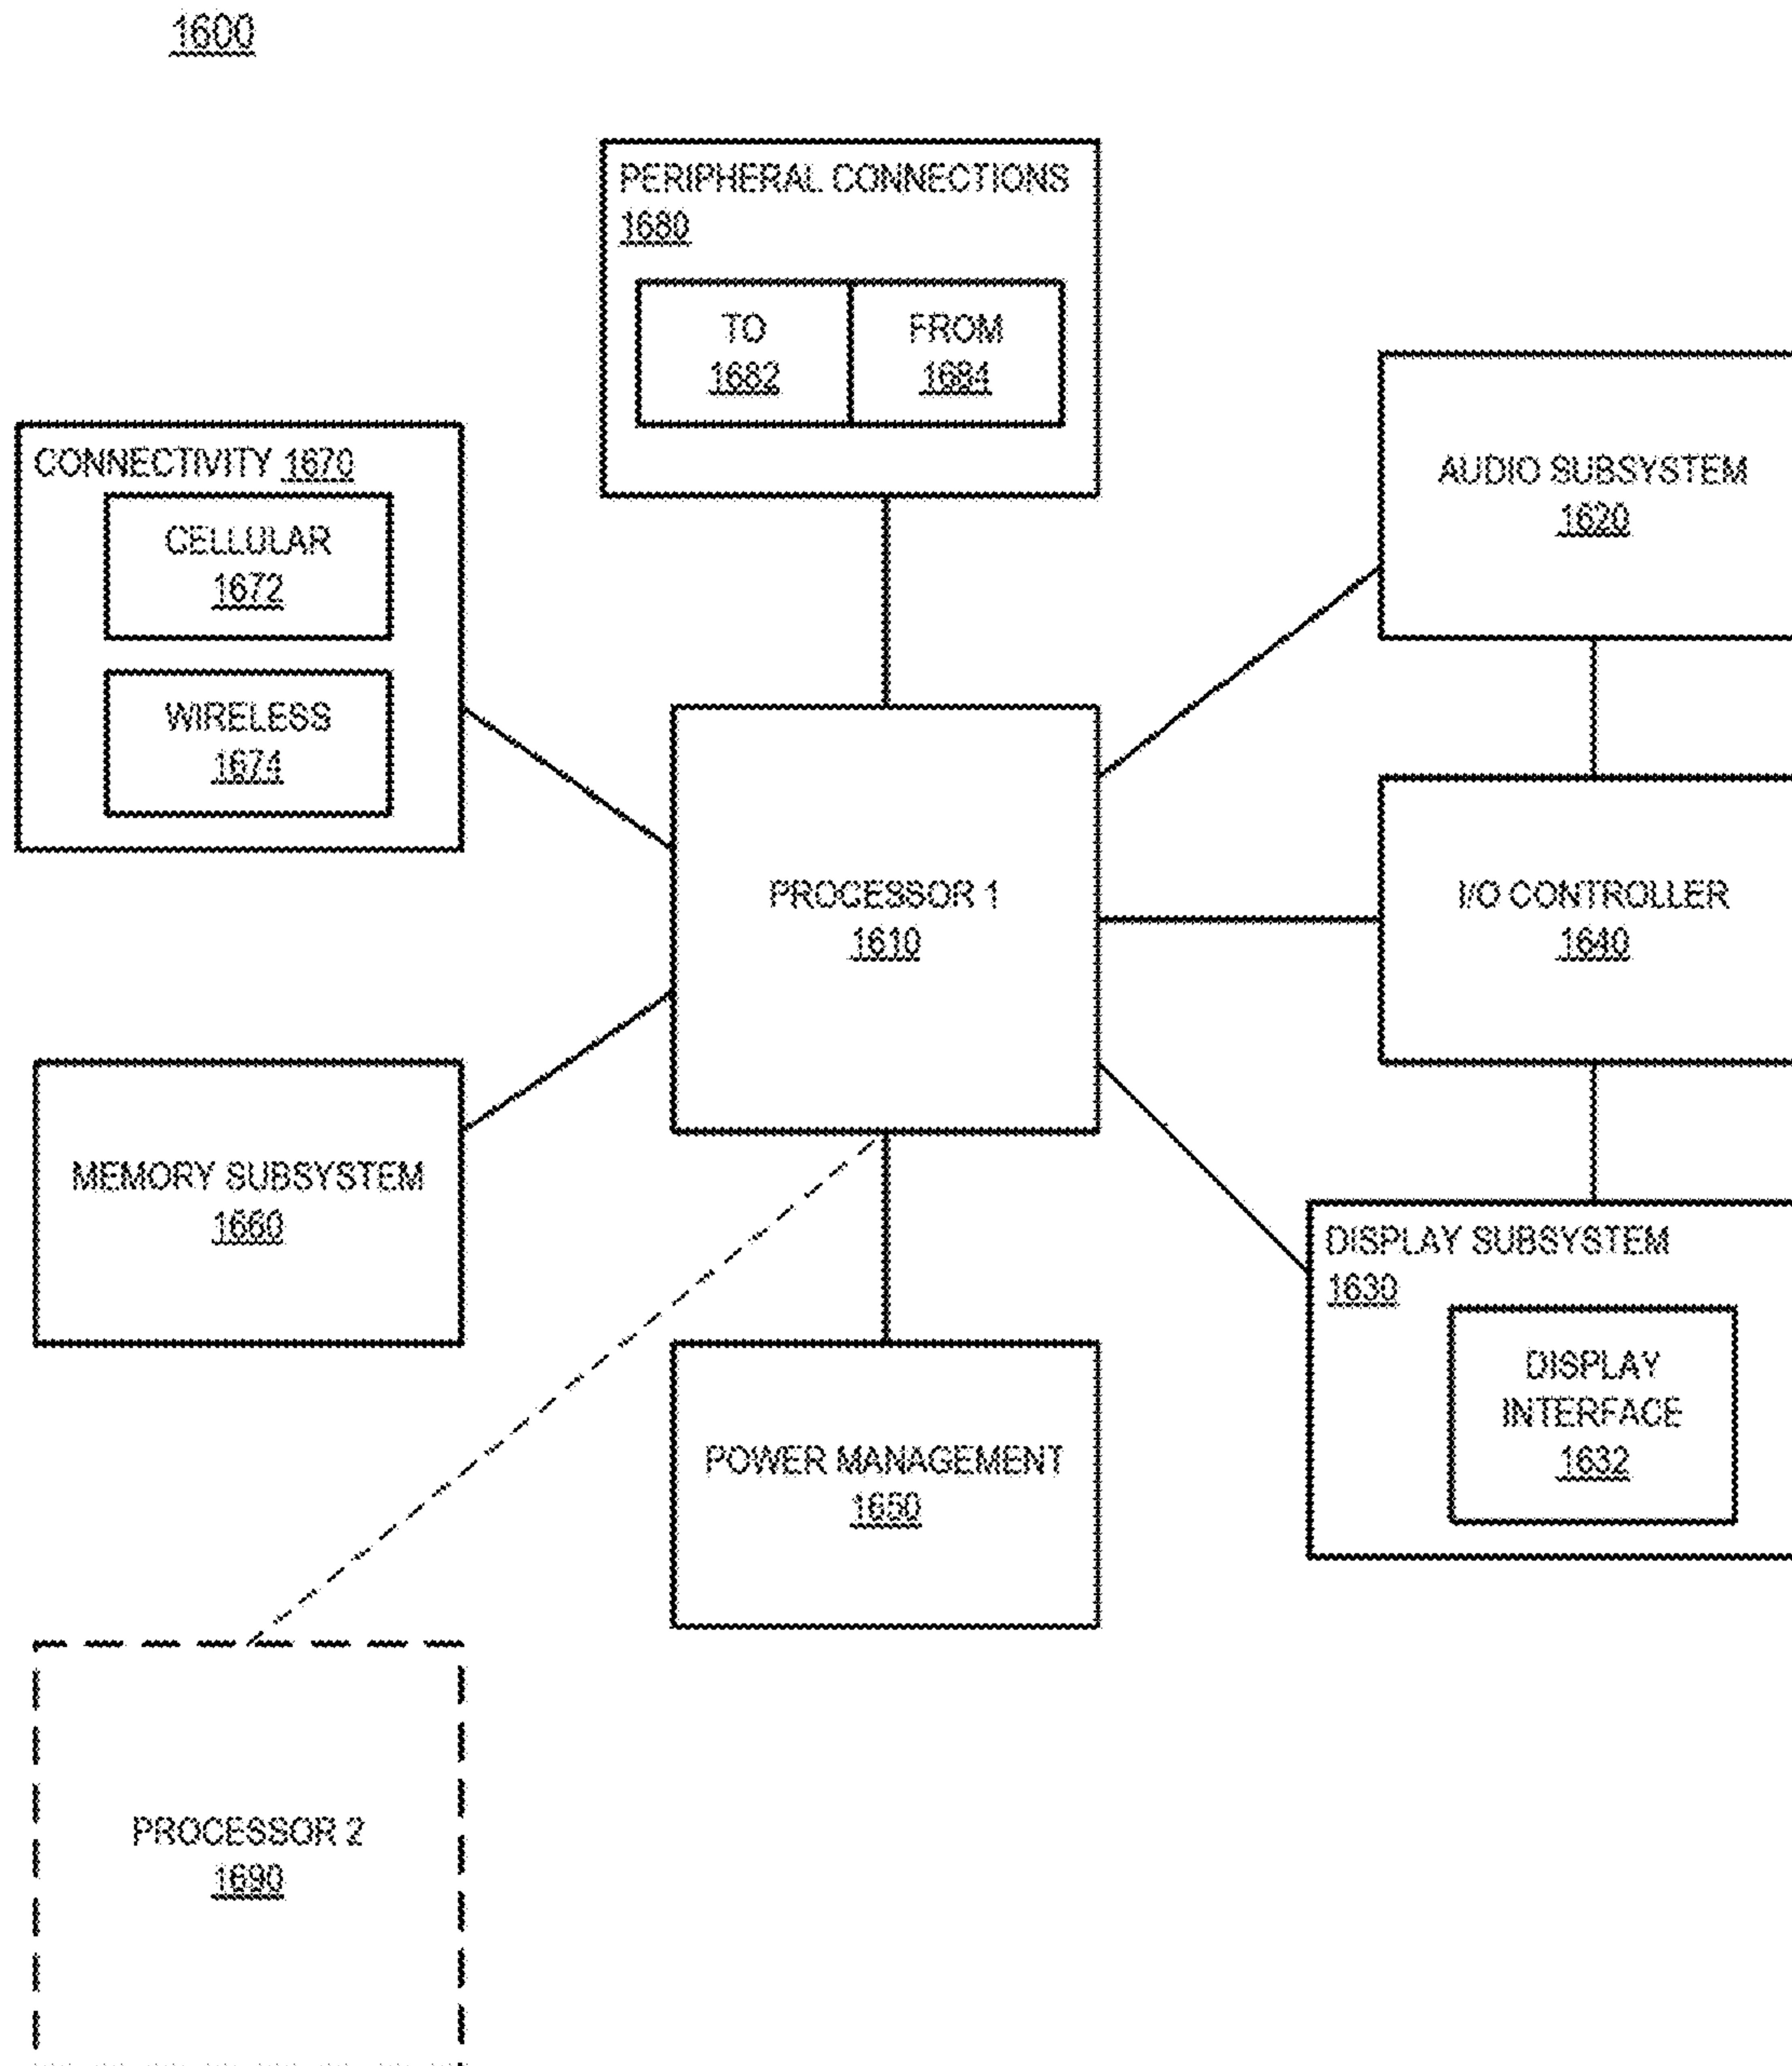 1600
PERIPHERAL CONNECTIONS
1680
TO
1682
FROM
1684
CONNECTIVITY 1670
CELLULAR
1672
WIRELESS
1674
AUDIO SUBSYSTEM
1620
PROCESSOR 1
1610
I/O CONTROLLER
1640
MEMORY SUBSYSTEM
1660
DISPLAY SUBSYSTEM
1630
DISPLAY
INTERFACE
1632
POWER MANAGEMENT
1650
PROCESSOR 2
1690